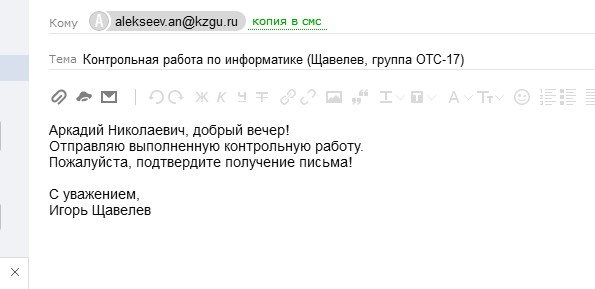 Кому А alekseev.an@kzgu.ru копия в смс
Тема Контрольная работа по информатике (Щавелев, группа ОТС-17)
Ж К У Т Т Т А Тт
Аркадий Николаевич, добрый вечер!
Отправляю выполненную контрольную работу.
Пожалуйста, подтвердите получение письма!
С уважением,
Игорь Щавелев